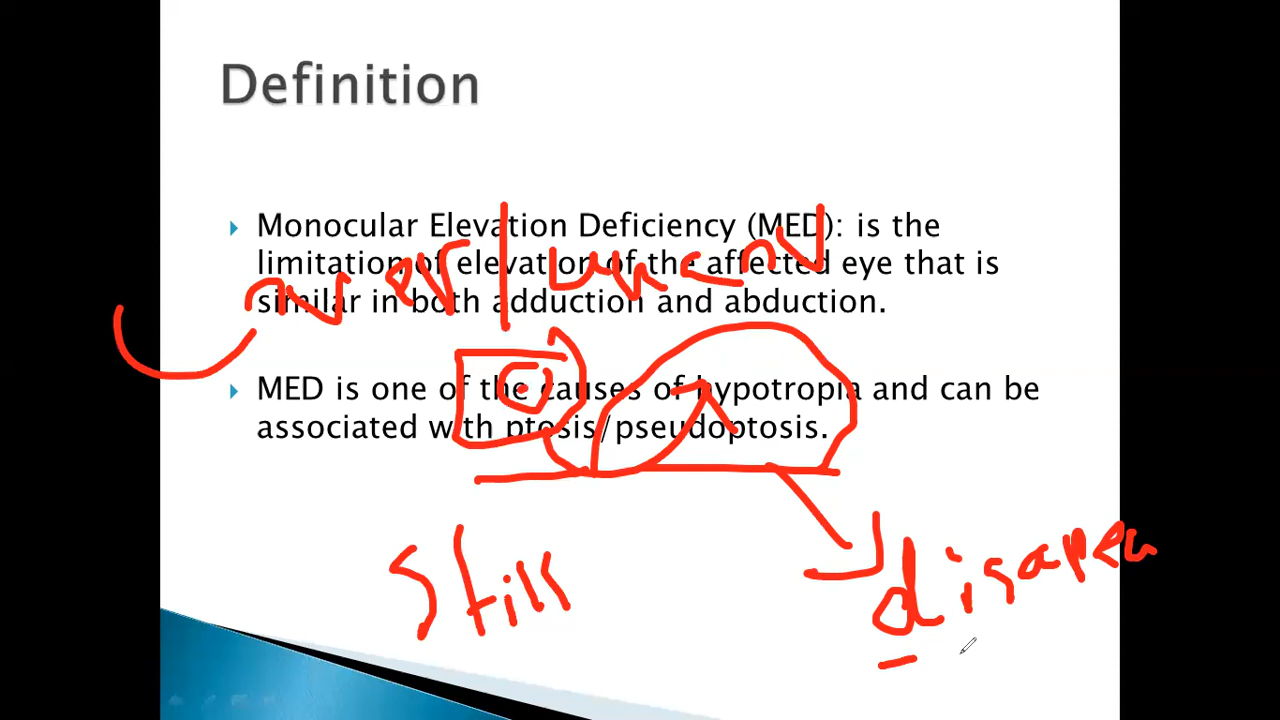 Definition
Monocular Elevation Deficiency (MED): is the
limitation of elevation of the affected eye that is
similar in both adduction and abduction.
MED is one of the causes of hypotropia and can be
associated with ptosis/pseudoptosis.
still
disapea